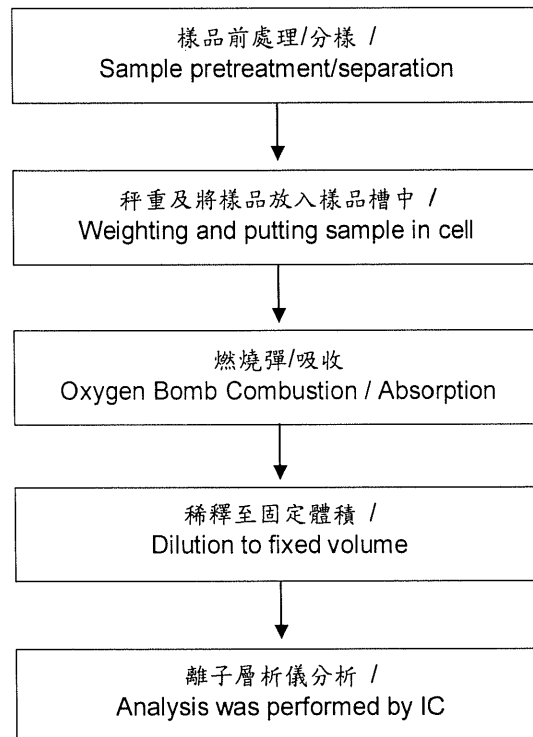 樣品前處理/分樣 /
Sample pretreatment/separation
秤重及將樣品放入樣品槽中 /
Weighting and putting sample in cell
燃燒彈/吸收
Oxygen Bomb Combustion / Absorption
稀釋至固定體積 /
Dilution to fixed volume
離子層析儀分析 /
Analysis was performed by IC